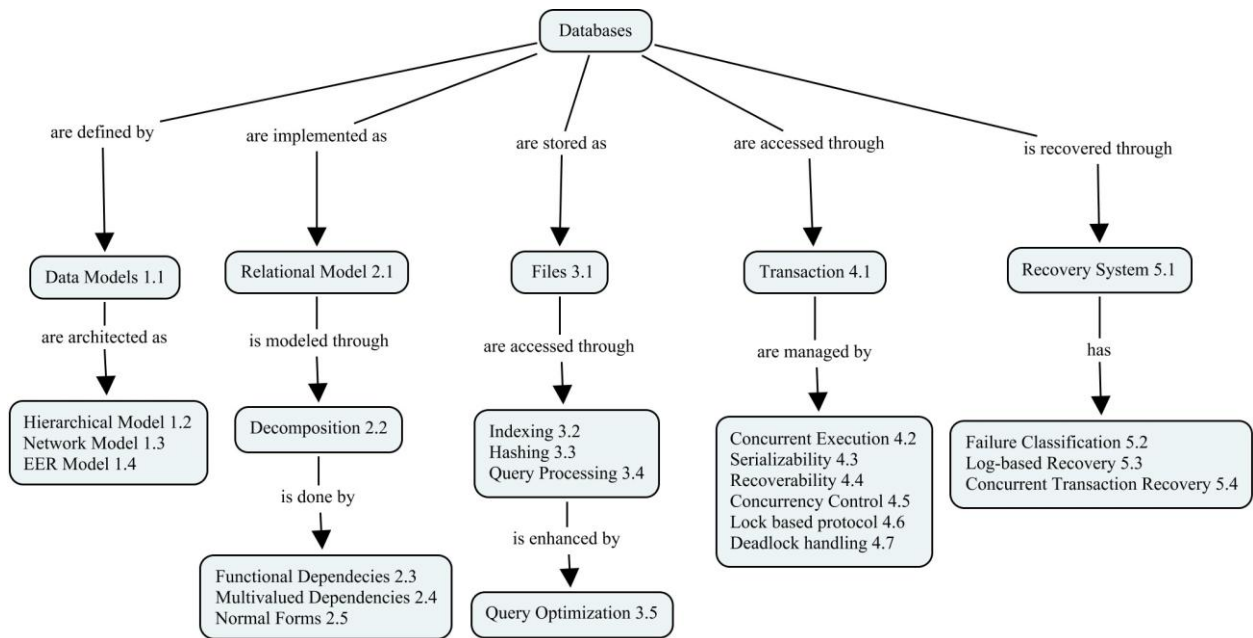 Databases
are defined by
are implemented as
are stored as
are accessed through
is recovered through
Data Models 1.1
Relational Model 2.1
Files 3.1
Transaction 4.1
Recovery System 5.1
are architected as
is modeled through
are accessed through
are managed by
has
Hierarchical Model 1.2
Network Model 1.3
EER Model 1.4
Decomposition 2.2
Indexing 3.2
Hashing 3.3
Query Processing 3.4
Concurrent Execution 4.2
Serializability 4.3
Recoverability 4.4
Concurrency Control 4.5
Lock based protocol 4.6
Deadlock handling 4.7
Failure Classification 5.2
Log-based Recovery 5.3
Concurrent Transaction Recovery 5.4
is done by
is enhanced by
Functional Dependecies 2.3
Multivalued Dependencies 2.4
Normal Forms 2.5
Query Optimization 3.5